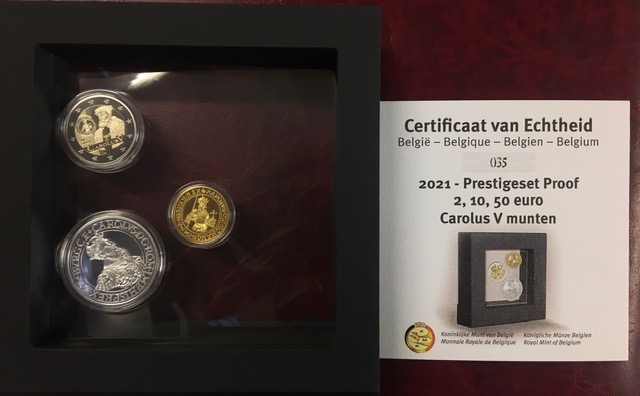 CAROLUS V
Certificaat van Echtheid
België – Belgique – Belgien – Belgium
035
2021 - Prestigeset Proof
2, 10, 50 euro
Carolus V munten
Koninklijke Munt van België Königliche Münze Belgien
Monnaie Royale de Belgique Royal Mint of Belgium